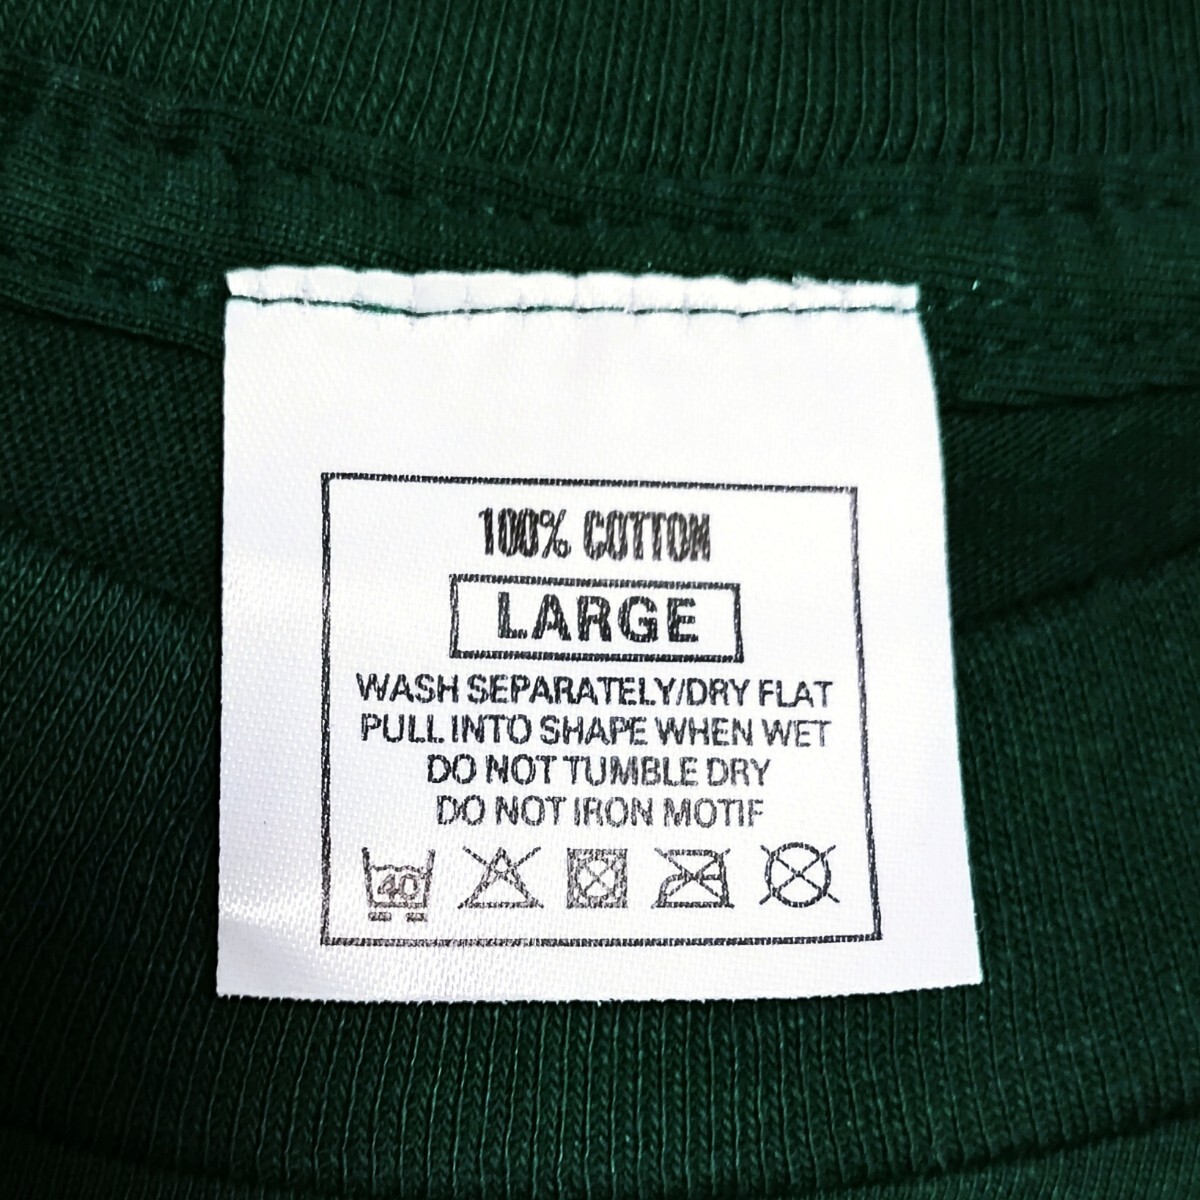 100% COTTON
LARGE
WASH SEPARATELY/DRY FLAT
PULL INTO SHAPE WHEN WET
DO NOT TUMBLE DRY
DO NOT IRON MOTIF
40